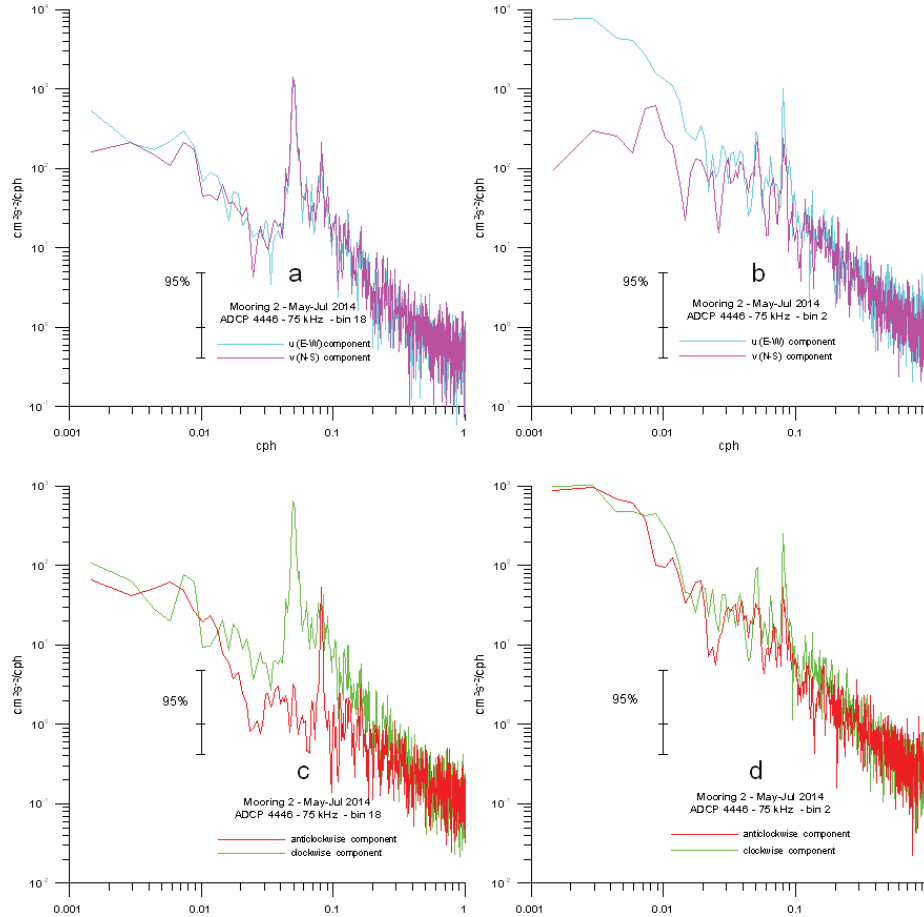 10⁴
10³
10²
10¹
10⁰
10⁻¹
cm²s⁻²/cph
a
95%
Mooring 2 - May-Jul 2014
ADCP 4446 - 75 kHz - bin 18
u (E-W) component
v (N-S) component
0.001
0.01
0.1
1
cph
10⁴
10³
10²
10¹
10⁰
10⁻¹
cm²s⁻²/cph
b
95%
Mooring 2 - May-Jul 2014
ADCP 4446 - 75 kHz - bin 2
u (E-W) component
v (N-S) component
0.001
0.01
0.1
10³
10²
10¹
10⁰
10⁻¹
10⁻²
cm²s⁻²/cph
95%
c
Mooring 2 - May-Jul 2014
ADCP 4446 - 75 kHz - bin 18
anticlockwise component
clockwise component
0.001
0.01
0.1
1
10³
10²
10¹
10⁰
10⁻¹
10⁻²
cm²s⁻²/cph
95%
d
Mooring 2 - May-Jul 2014
ADCP 4446 - 75 kHz - bin 2
anticlockwise component
clockwise component
0.001
0.01
0.1